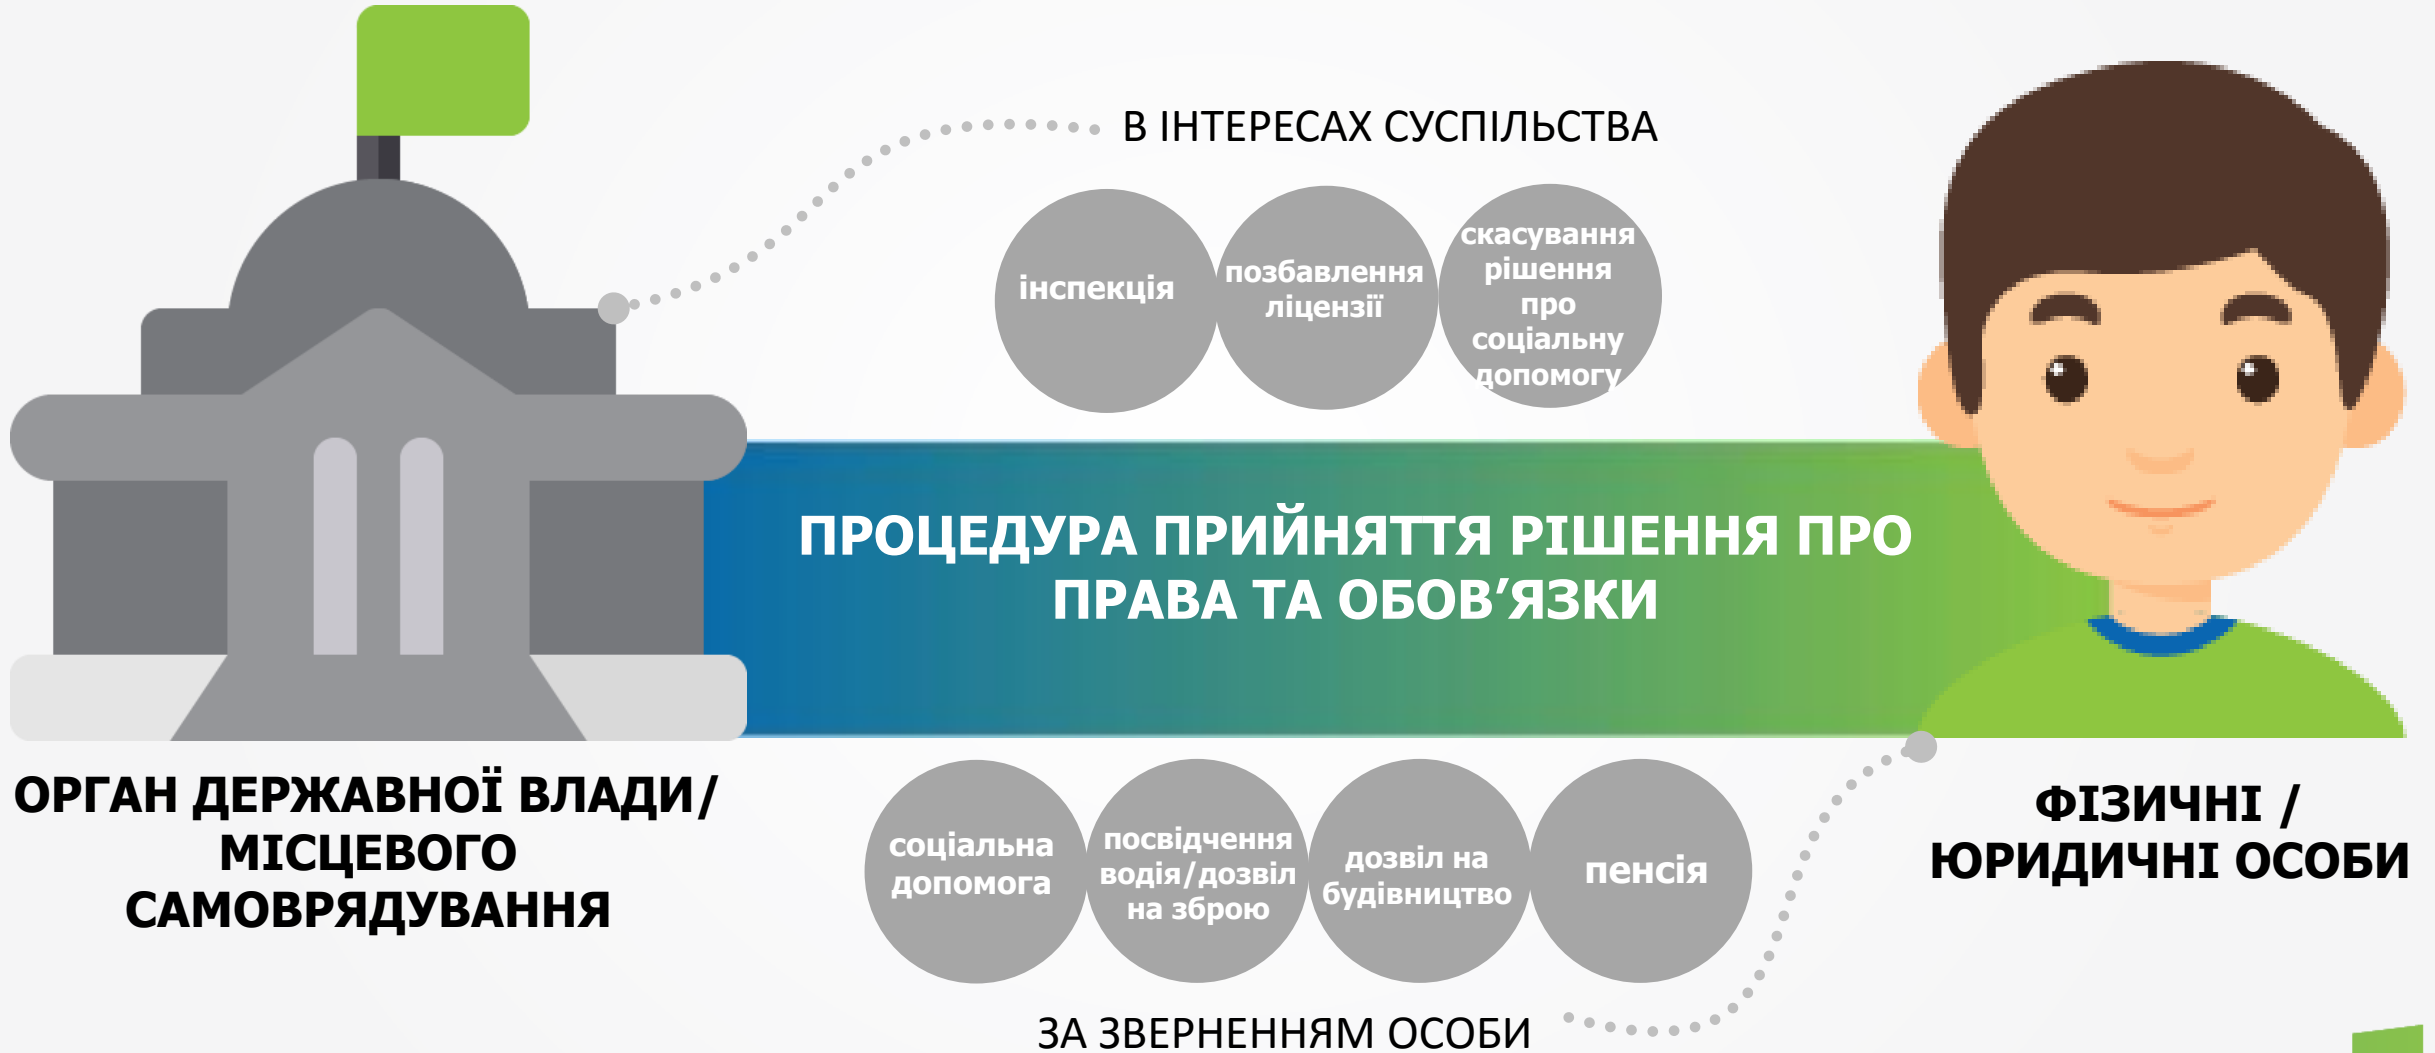 В ІНТЕРЕСАХ СУСПІЛЬСТВА
інспекція
позбавлення
ліцензії
скасування
рішення
про
соціальну
допомогу
ПРОЦЕДУРА ПРИЙНЯТТЯ РІШЕННЯ ПРО
ПРАВА ТА ОБОВ’ЯЗКИ
ОРГАН ДЕРЖАВНОЇ ВЛАДИ/
МІСЦЕВОГО
САМОВРЯДУВАННЯ
ФІЗИЧНІ /
ЮРИДИЧНІ ОСОБИ
соціальна
допомога
посвідчення
водія/дозвіл
на зброю
дозвіл на
будівництво
пенсія
ЗА ЗВЕРНЕННЯМ ОСОБИ